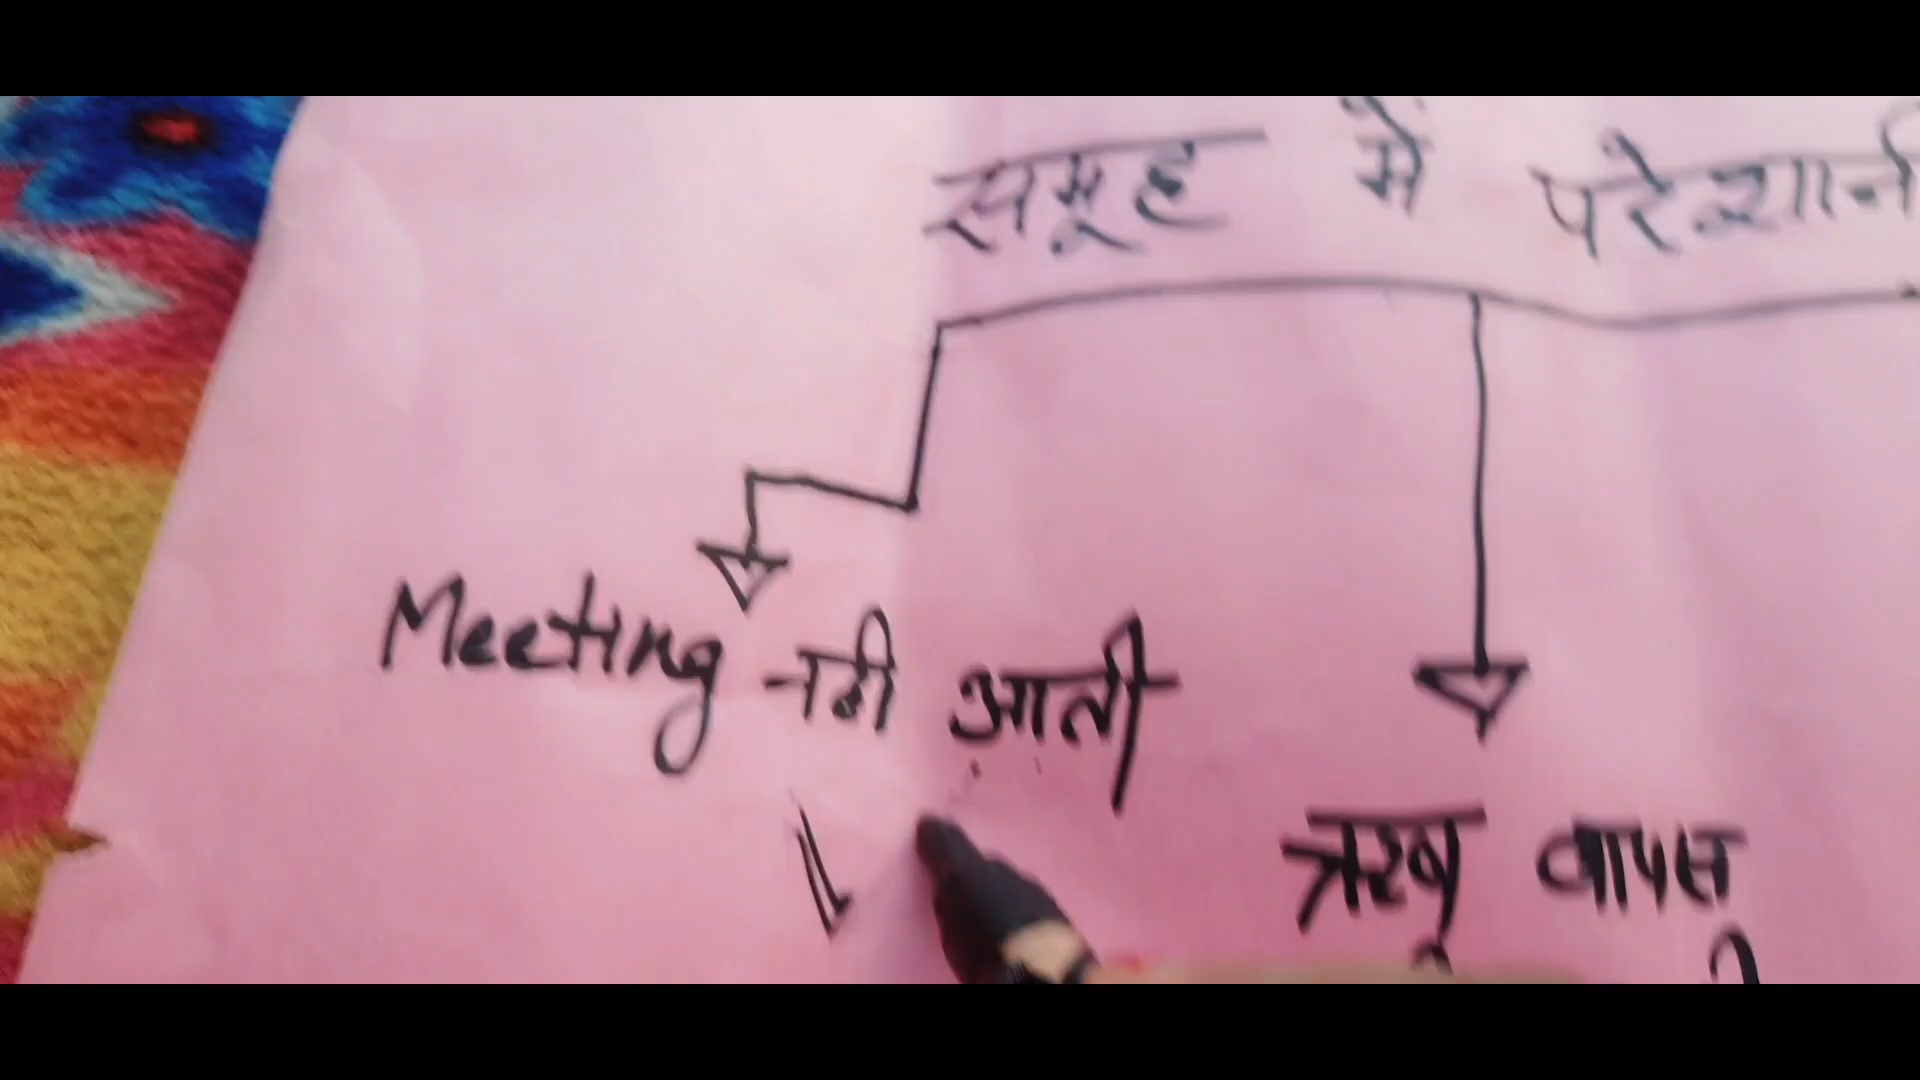 समूह में परेशानी
Meeting नही आती
वापस